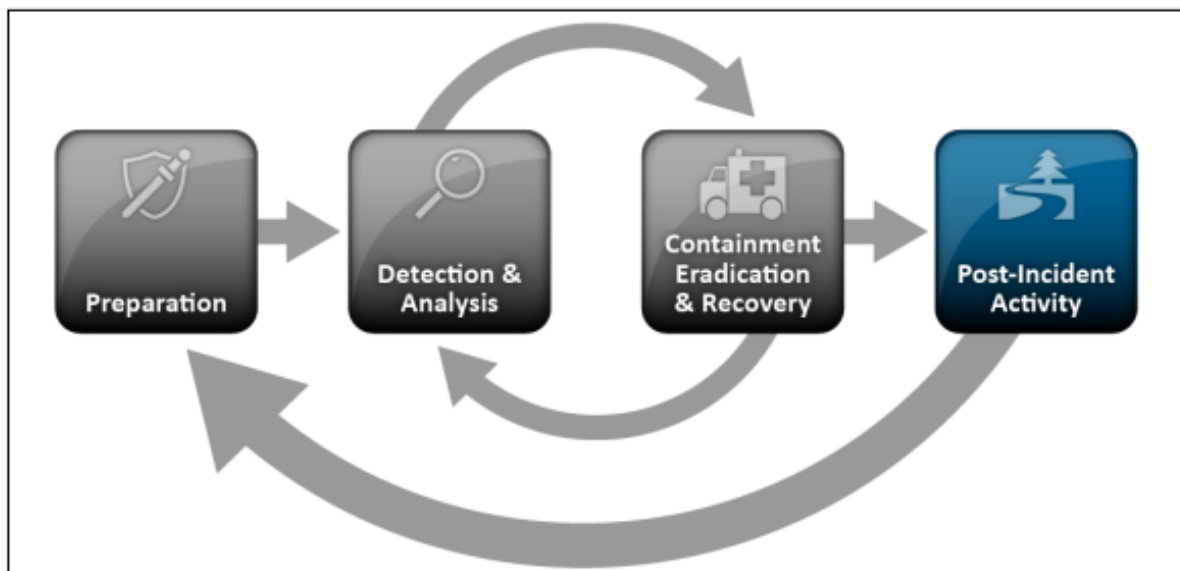 Preparation
Detection &
Analysis
Containment
Eradication
& Recovery
Post-Incident
Activity